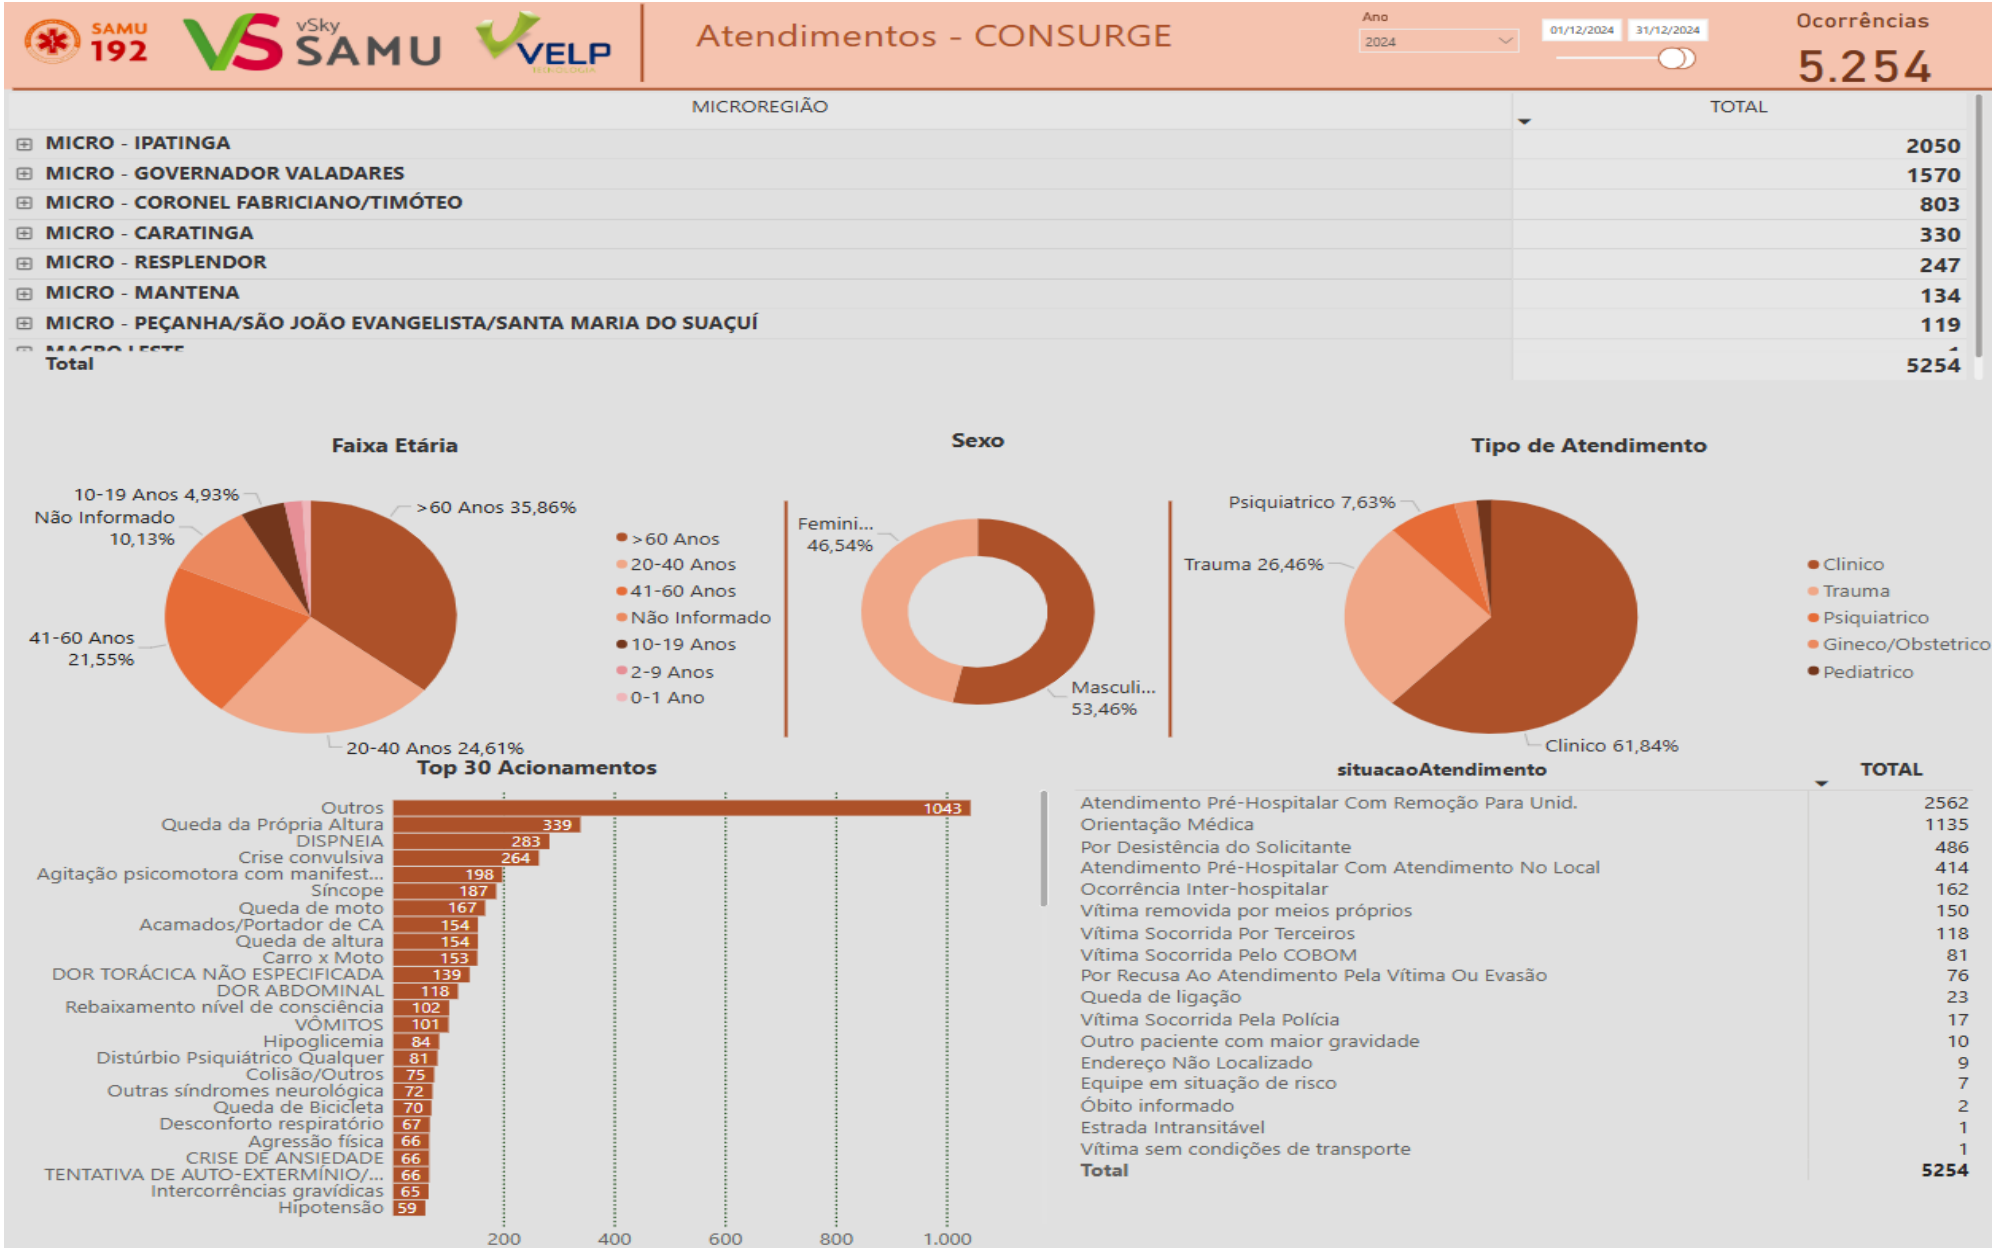 SAMU
192
vSky
SAMU
VELP
TECNOLOGIA
Atendimentos - CONSURGE
Ano
2024
01/12/2024 31/12/2024
Ocorrências
5.254
MICROREGIÃO TOTAL
MICRO - IPATINGA 2050
MICRO - GOVERNADOR VALADARES 1570
MICRO - CORONEL FABRICIANO/TIMÓTEO 803
MICRO - CARATINGA 330
MICRO - RESPLENDOR 247
MICRO - MANTENA 134
MICRO - PEÇANHA/SÃO JOÃO EVANGELISTA/SANTA MARIA DO SUAÇUÍ 119
MACRO LESTE
Total 5254
Faixa Etária
10-19 Anos 4,93%
Não Informado
10,13%
>60 Anos 35,86%
41-60 Anos
21,55%
20-40 Anos 24,61%
>60 Anos
20-40 Anos
41-60 Anos
Não Informado
10-19 Anos
2-9 Anos
0-1 Ano
Sexo
Femini...
46,54%
Masculi...
53,46%
Tipo de Atendimento
Psiquiatrico 7,63%
Trauma 26,46%
Clinico 61,84%
Clinico
Trauma
Psiquiatrico
Gineco/Obstetrico
Pediatrico
Top 30 Acionamentos
Outros 1043
Queda da Própria Altura 339
DISPNEIA 283
Crise convulsiva 264
Agitação psicomotora com manifest... 198
Síncope 187
Queda de moto 167
Acamados/Portador de CA 154
Queda de altura 154
Carro x Moto 153
DOR TORÁCICA NÃO ESPECIFICADA 139
DOR ABDOMINAL 118
Rebaixamento nível de consciência 102
VÔMITOS 101
Hipoglicemia 84
Distúrbio Psiquiátrico Qualquer 81
Colisão/Outros 75
Outras síndromes neurológica 72
Queda de Bicicleta 70
Desconforto respiratório 67
Agressão física 66
CRISE DE ANSIEDADE 66
TENTATIVA DE AUTO-EXTERMÍNIO/... 66
Intercorrências gravídicas 65
Hipotensão 59
200 400 600 800 1.000
situacaoAtendimento TOTAL
Atendimento Pré-Hospitalar Com Remoção Para Unid. 2562
Orientação Médica 1135
Por Desistência do Solicitante 486
Atendimento Pré-Hospitalar Com Atendimento No Local 414
Ocorrência Inter-hospitalar 162
Vítima removida por meios próprios 150
Vítima Socorrida Por Terceiros 118
Vítima Socorrida Pelo COBOM 81
Por Recusa Ao Atendimento Pela Vítima Ou Evasão 76
Queda de ligação 23
Vítima Socorrida Pela Polícia 17
Outro paciente com maior gravidade 10
Endereço Não Localizado 9
Equipe em situação de risco 7
Óbito informado 2
Estrada Intransitável 1
Vítima sem condições de transporte 1
Total 5254